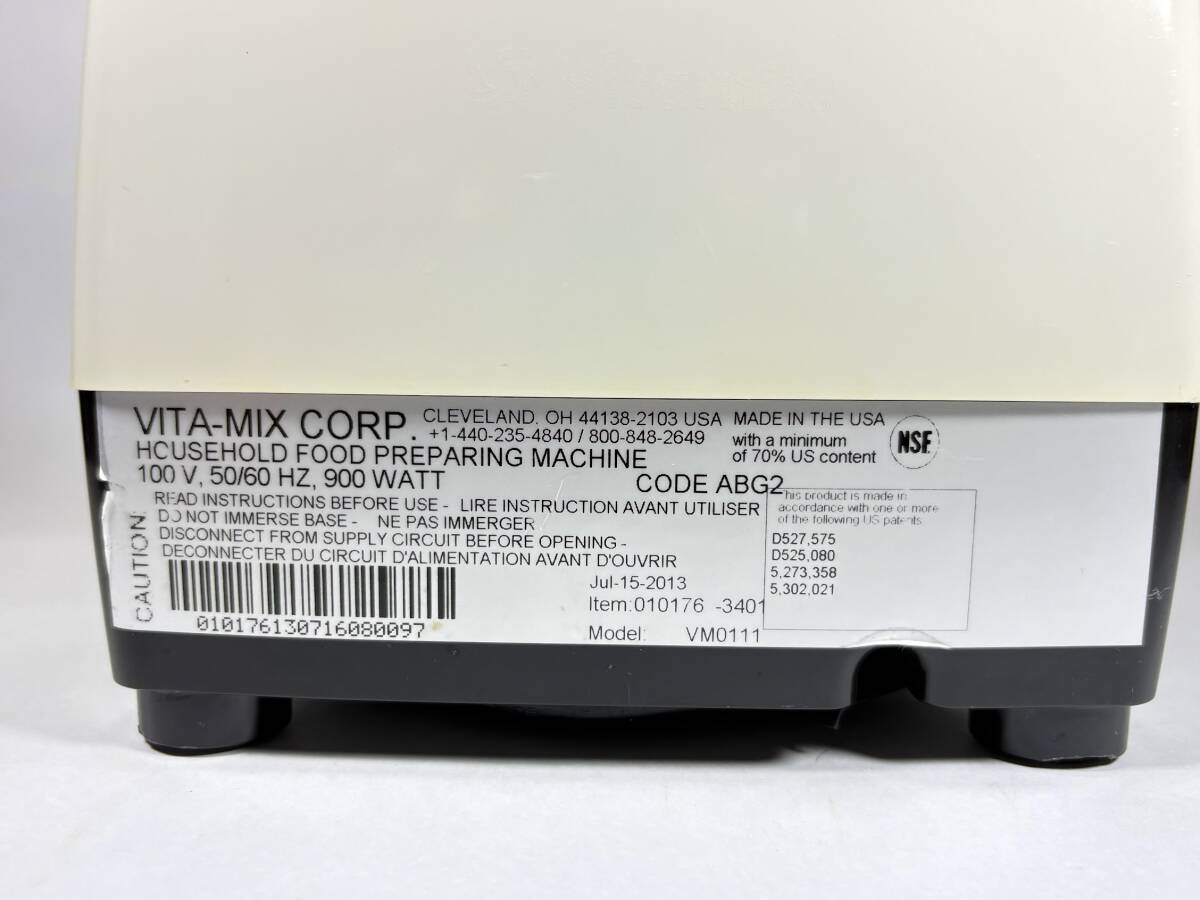 VITA-MIX CORP. CLEVELAND, OH 44138-2103 USA
+1-440-235-4840 / 800-848-2649
MADE IN THE USA
with a minimum
of 70% US content
NSF
HOUSEHOLD FOOD PREPARING MACHINE
100 V, 50/60 HZ, 900 WATT CODE ABG2
CAUTION:
READ INSTRUCTIONS BEFORE USE - LIRE INSTRUCTION AVANT UTILISER
DO NOT IMMERSE BASE - NE PAS IMMERGER
DISCONNECT FROM SUPPLY CIRCUIT BEFORE OPENING -
DECONNECTER DU CIRCUIT D'ALIMENTATION AVANT D'OUVRIR
This product is made in
accordance with one or more
of the following US patents
D527,575
D525,080
5,273,358
5,302,021
010176130716080097
Jul-15-2013
Item:010176 -3401
Model: VM0111